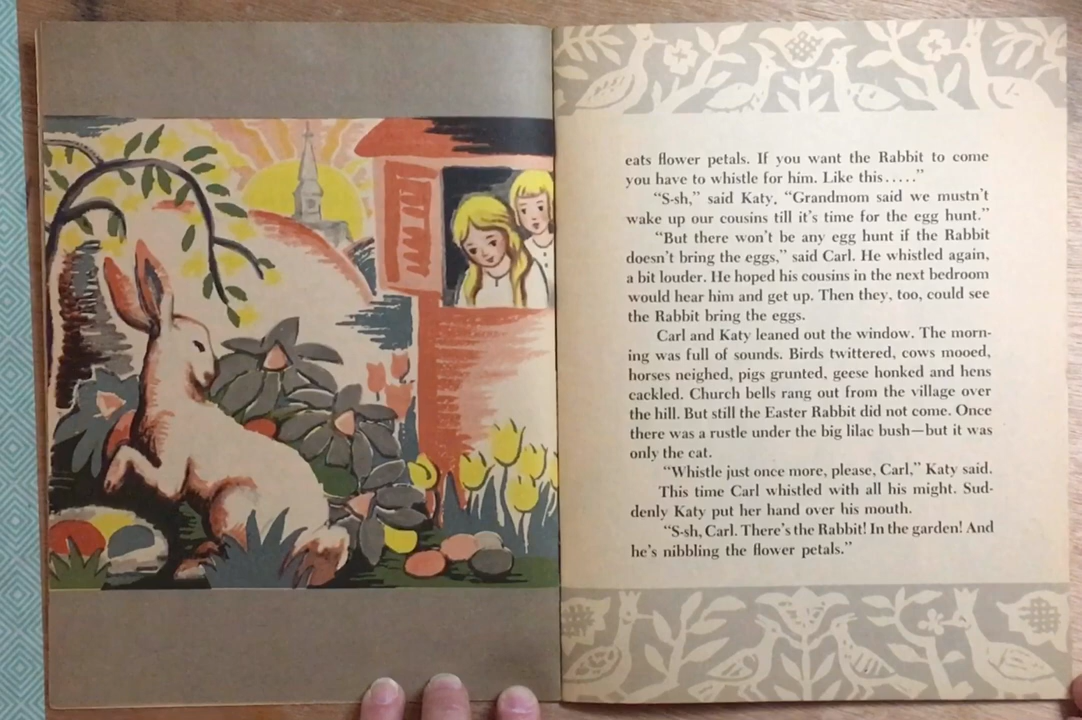 eats flower petals. If you want the Rabbit to come
you have to whistle for him. Like this.....”
“S-sh,” said Katy, “Grandmom said we mustn’t
wake up our cousins till it’s time for the egg hunt.”
“But there won’t be any egg hunt if the Rabbit
doesn’t bring the eggs,” said Carl. He whistled again,
a bit louder. He hoped his cousins in the next bedroom
would hear him and get up. Then they, too, could see
the Rabbit bring the eggs.
Carl and Katy leaned out the window. The morn-
ing was full of sounds. Birds twittered, cows mooed,
horses neighed, pigs grunted, geese honked and hens
cackled. Church bells rang out from the village over
the hill. But still the Easter Rabbit did not come. Once
there was a rustle under the big lilac bush—but it was
only the cat.
“Whistle just once more, please, Carl,” Katy said.
This time Carl whistled with all his might. Sud-
denly Katy put her hand over his mouth.
“S-sh, Carl. There’s the Rabbit! In the garden! And
he’s nibbling the flower petals.”